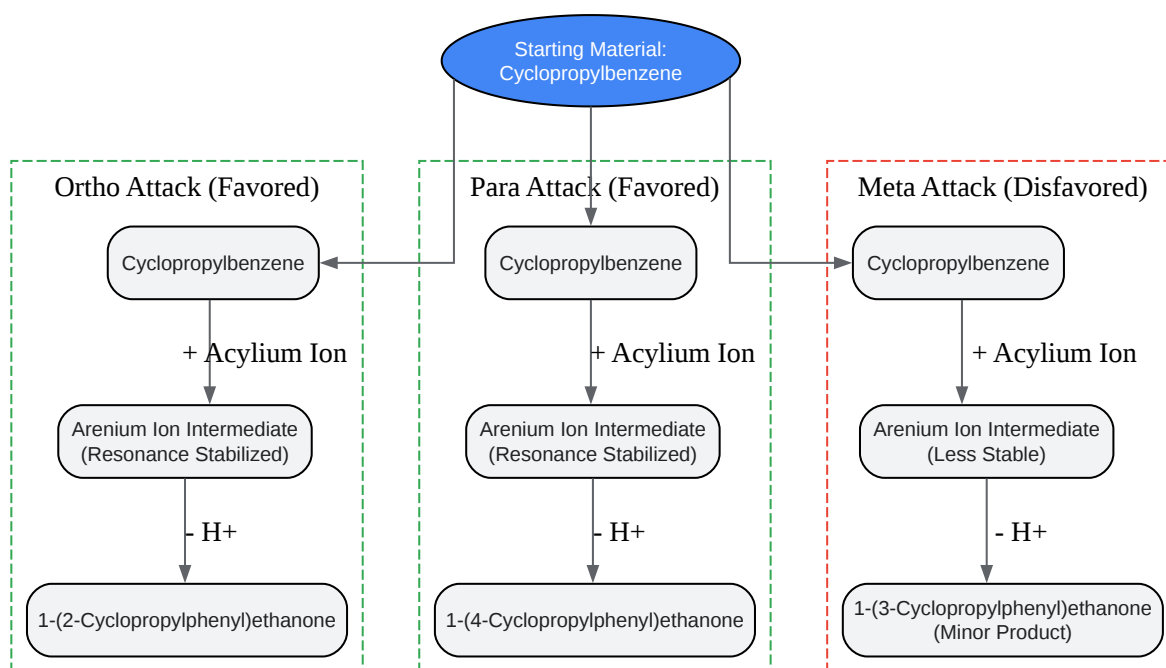 Starting Material:
Cyclopropylbenzene
Ortho Attack (Favored)
Cyclopropylbenzene
+ Acylium Ion
Arenium Ion Intermediate
(Resonance Stabilized)
- H+
1-(2-Cyclopropylphenyl)ethanone
Para Attack (Favored)
Cyclopropylbenzene
+ Acylium Ion
Arenium Ion Intermediate
(Resonance Stabilized)
- H+
1-(4-Cyclopropylphenyl)ethanone
Meta Attack (Disfavored)
Cyclopropylbenzene
+ Acylium Ion
Arenium Ion Intermediate
(Less Stable)
- H+
1-(3-Cyclopropylphenyl)ethanone
(Minor Product)